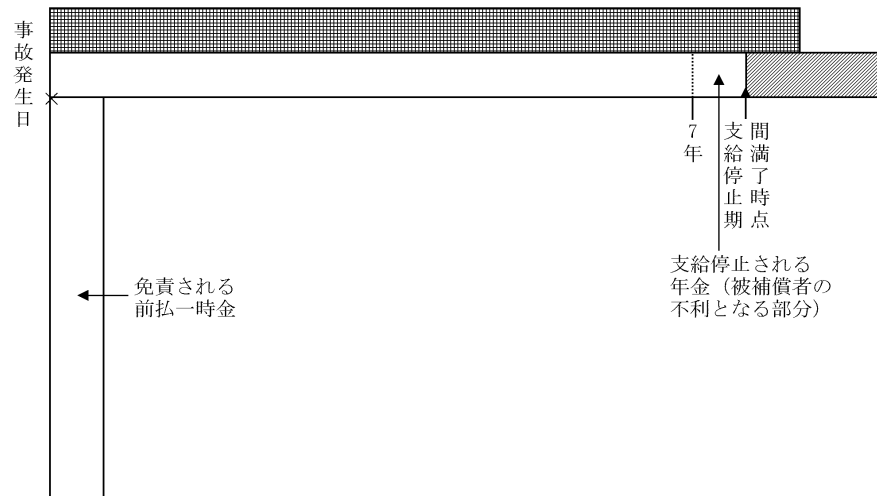 事故発生日
7年
支給停止期
間満了時点
免責される
前払一時金
支給停止される
年金（被補償者の
不利となる部分）